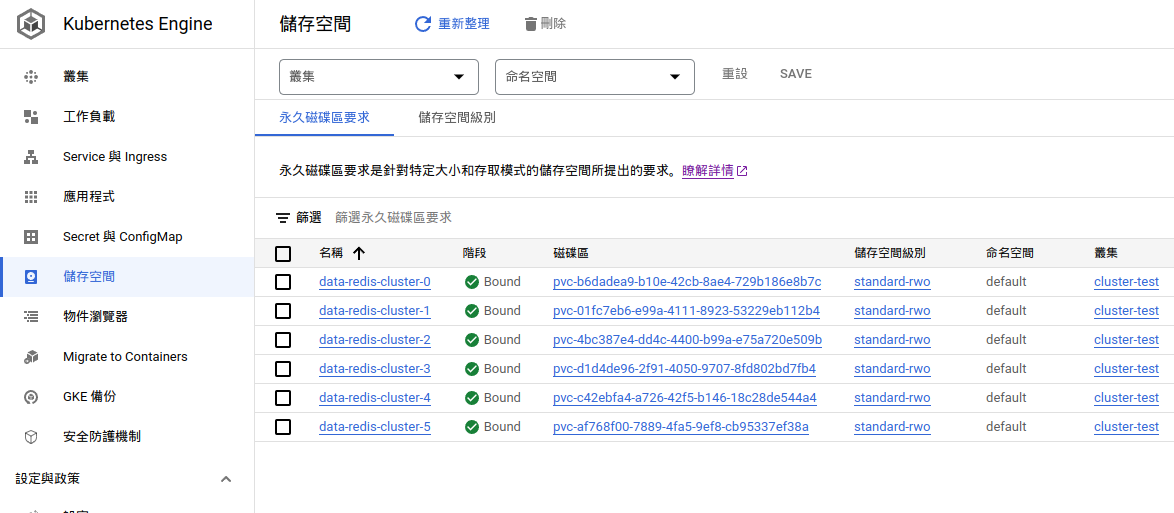 Kubernetes Engine
儲存空間
重新整理
刪除
叢集
命名空間
重設
SAVE
叢集
工作負載
Service 與 Ingress
應用程式
Secret 與 ConfigMap
儲存空間
物件瀏覽器
Migrate to Containers
GKE 備份
安全防護機制
設定與政策
永久磁碟區要求
儲存空間級別
永久磁碟區要求是針對特定大小和存取模式的儲存空間所提出的要求。瞭解詳情
篩選 篩選永久磁碟區要求
名稱 階段 磁碟區 儲存空間級別 命名空間 叢集
data-redis-cluster-0 Bound pvc-b6dadea9-b10e-42cb-8ae4-729b186e8b7c standard-rwo default cluster-test
data-redis-cluster-1 Bound pvc-01fc7eb6-e99a-4111-8923-53229eb112b4 standard-rwo default cluster-test
data-redis-cluster-2 Bound pvc-4bc387e4-dd4c-4400-b99a-e75a720e509b standard-rwo default cluster-test
data-redis-cluster-3 Bound pvc-d1d4de96-2f91-4050-9707-8fd802bd7fb4 standard-rwo default cluster-test
data-redis-cluster-4 Bound pvc-c42ebfa4-a726-42f5-b146-18c28de544a4 standard-rwo default cluster-test
data-redis-cluster-5 Bound pvc-af768f00-7889-4fa5-9ef8-cb95337ef38a standard-rwo default cluster-test